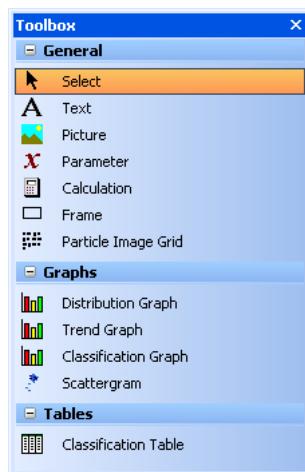 Toolbox
General
Select
Text
Picture
Parameter
Calculation
Frame
Particle Image Grid
Graphs
Distribution Graph
Trend Graph
Classification Graph
Scattergram
Tables
Classification Table